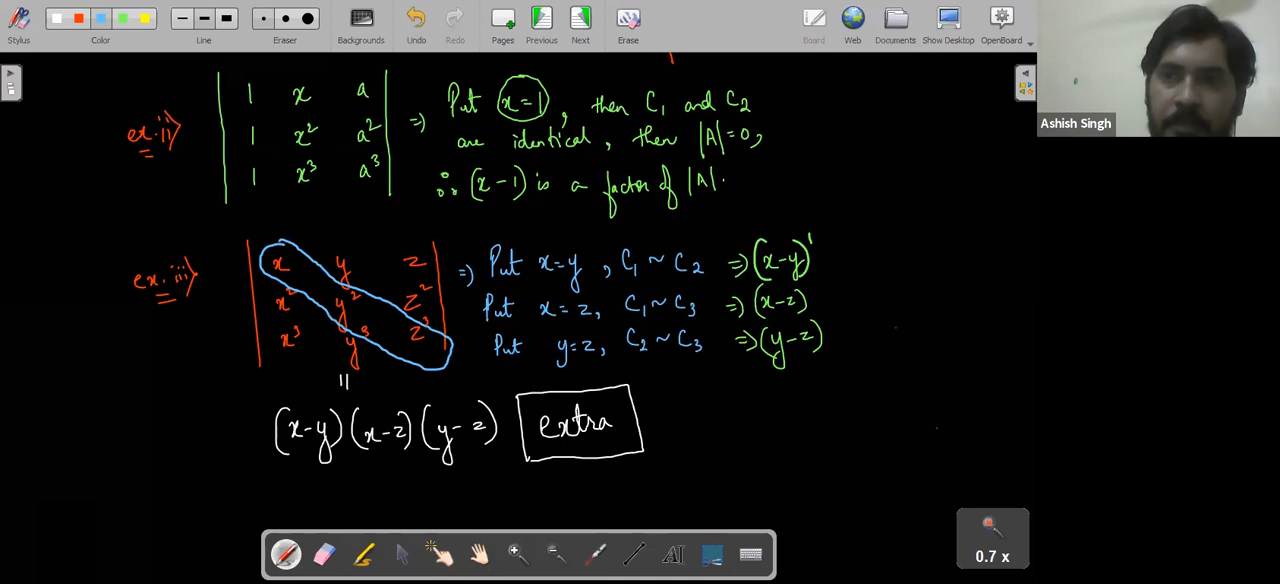 Stylus Color Line Eraser Backgrounds Undo Redo Pages Previous Next Erase Board Web Documents Show Desktop OpenBoard
Ashish Singh
ex.ii)
1 x a
1 x² a²
1 x³ a³
⇒ Put x=1, then C₁ and C₂
are identical, then |A|=0,
∴ (x-1) is a factor of |A|.
ex.iii)
x y z
x² y² z²
x³ y³ z³
⇒ Put x=y, C₁ ~ C₂ ⇒ (x-y)'
Put x=z, C₁ ~ C₃ ⇒ (x-z)
Put y=z, C₂ ~ C₃ ⇒ (y-z)
||
(x-y)(x-z)(y-z) extra
AI
0.7 x